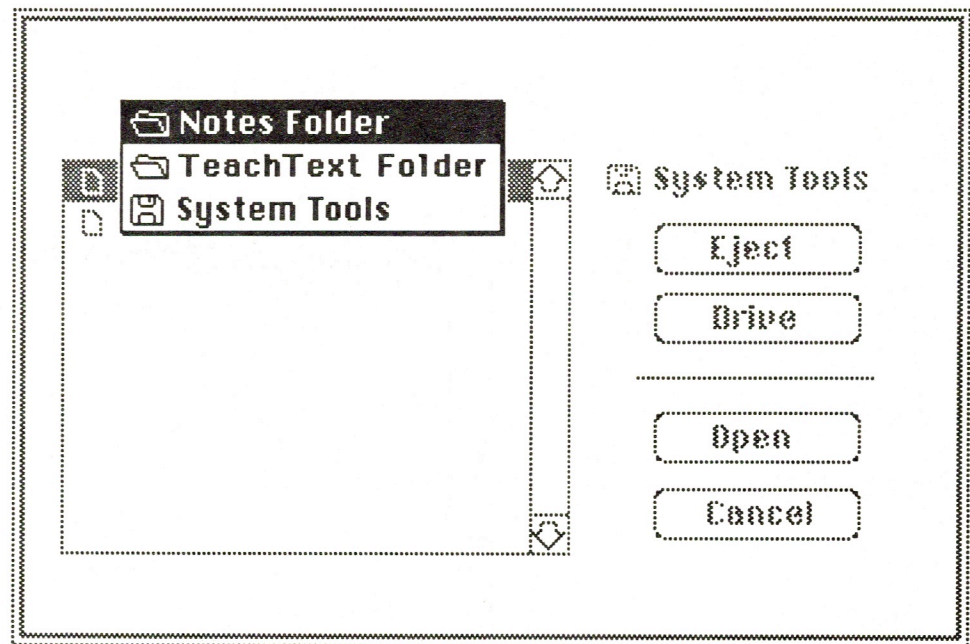 Notes Folder
TeachText Folder
System Tools
System Tools
Eject
Drive
Open
Cancel